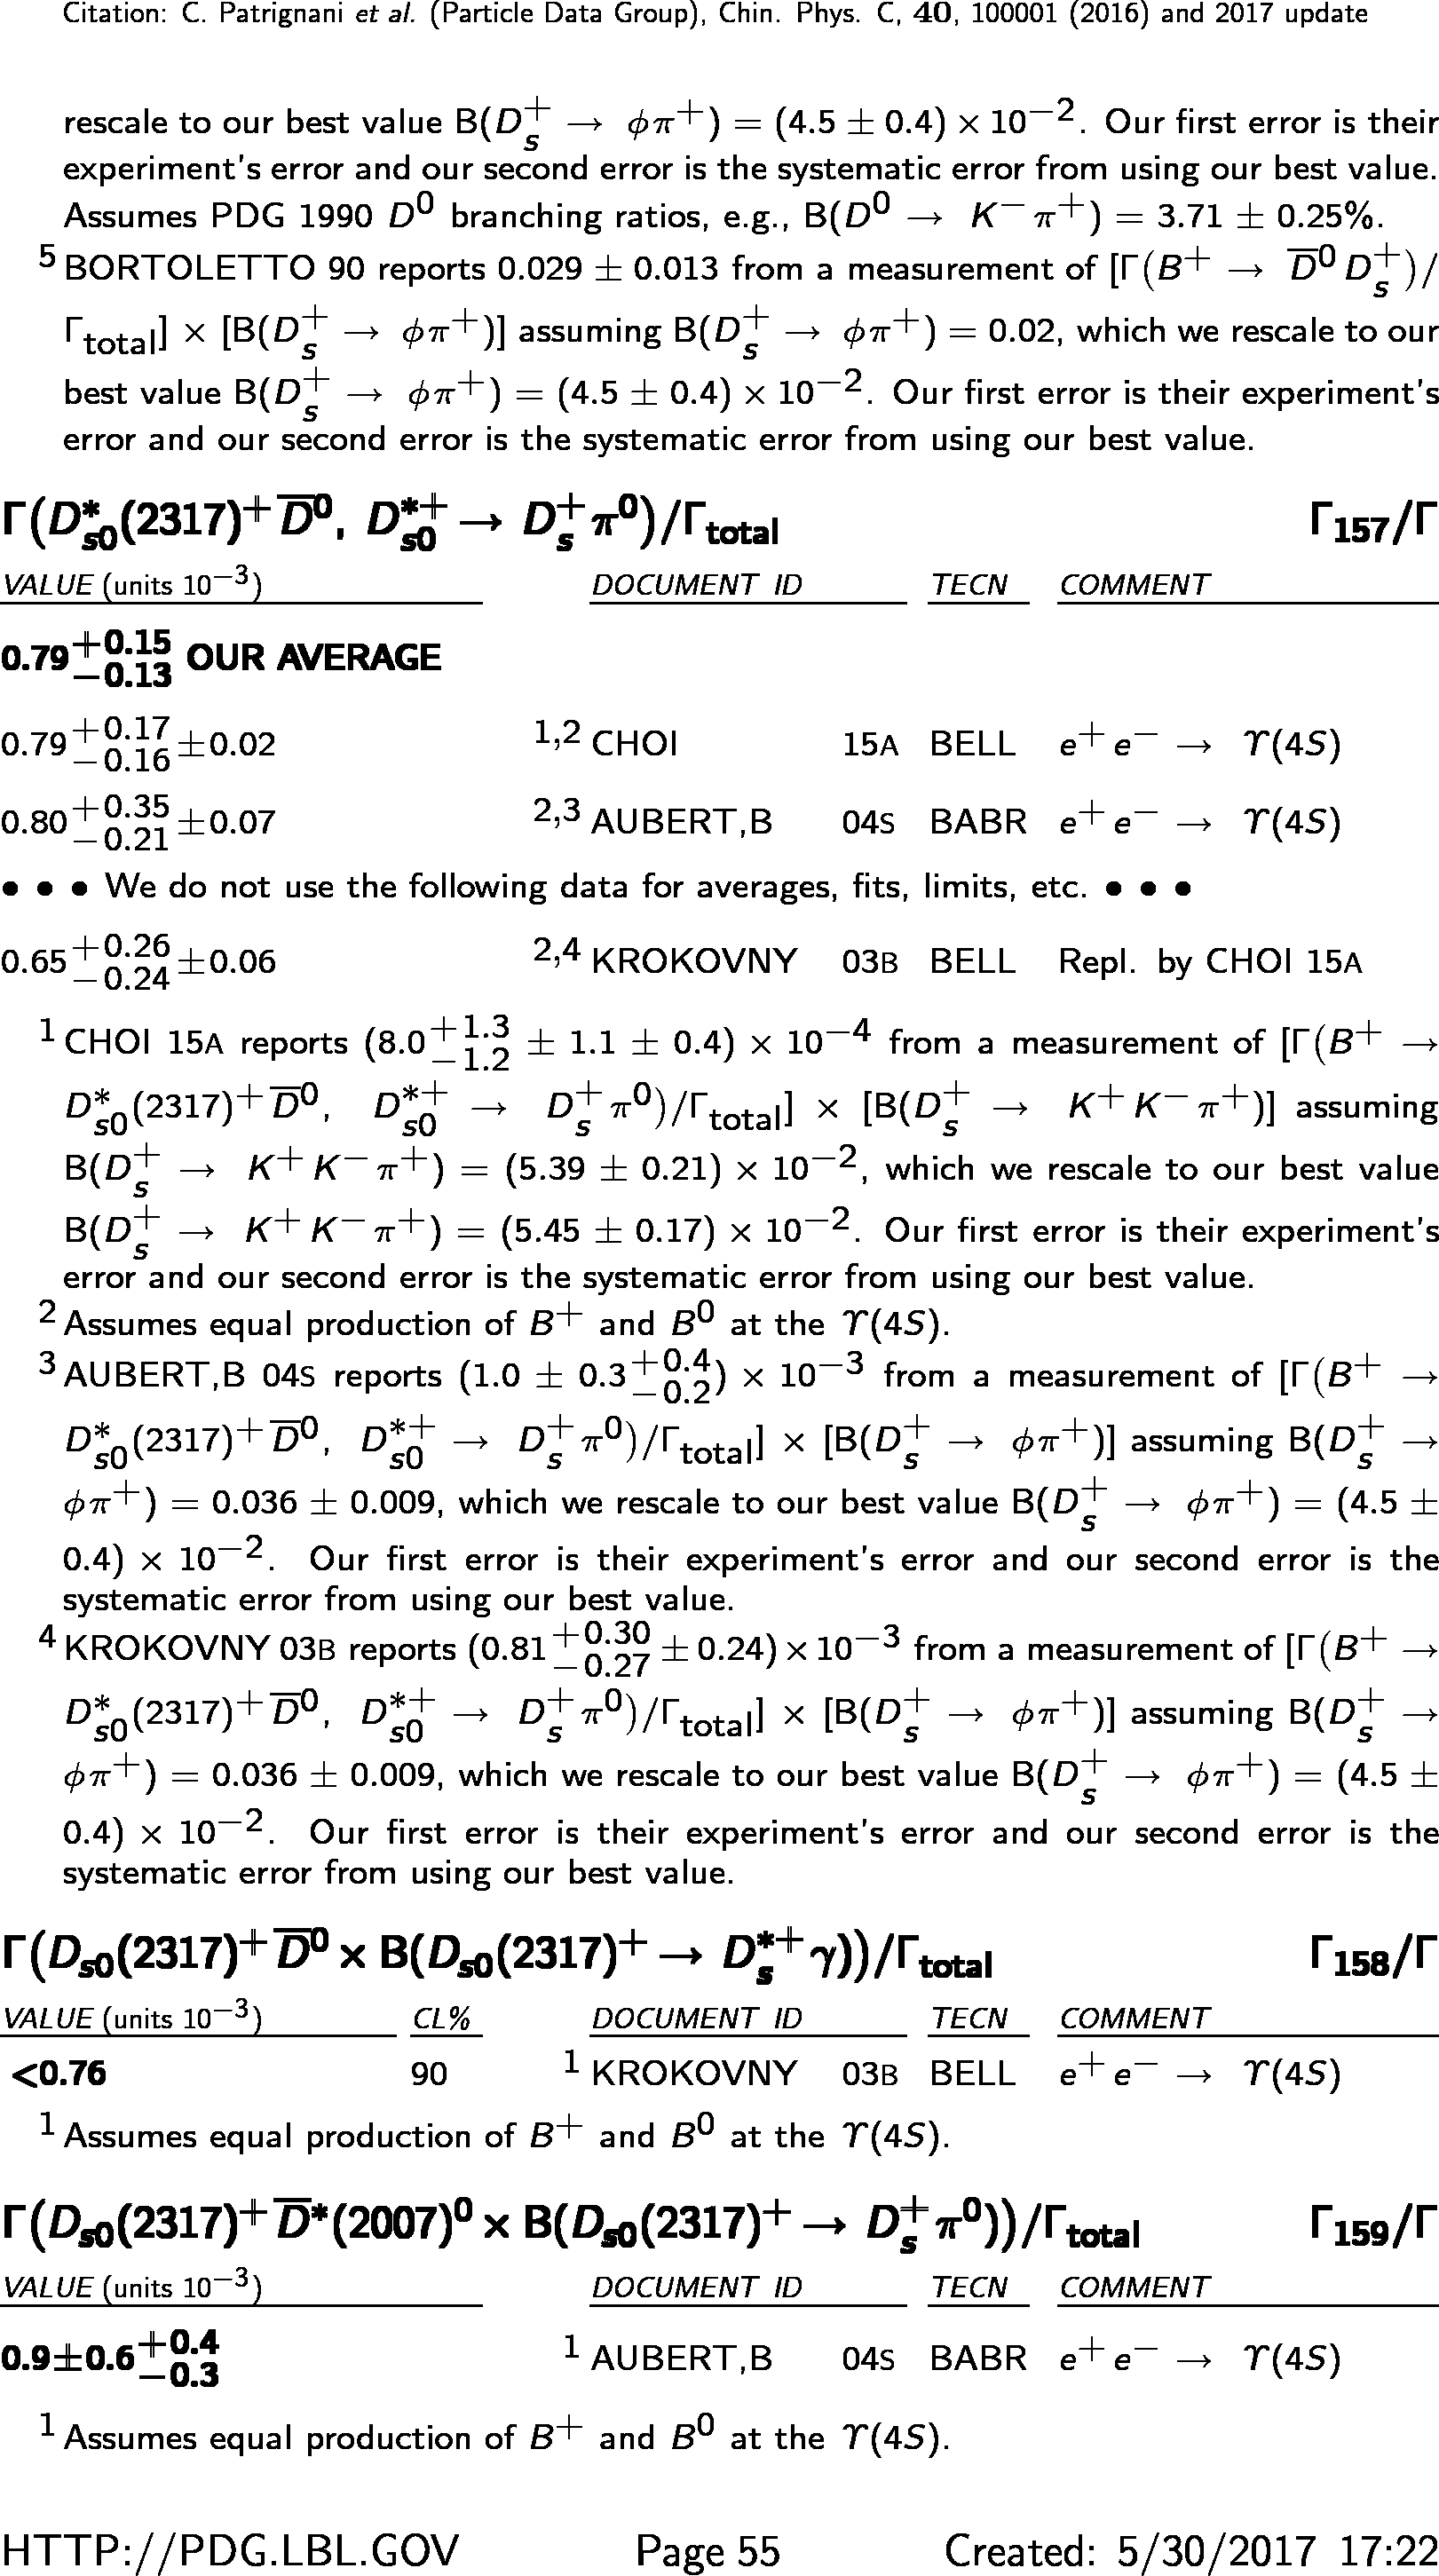 Citation: C. Patrignani et al. (Particle Data Group), Chin. Phys. C, 40, 100001 (2016) and 2017 update
rescale to our best value B(D_s^+ → φπ^+) = (4.5 ± 0.4) × 10^−2. Our first error is their
experiment's error and our second error is the systematic error from using our best value.
Assumes PDG 1990 D^0 branching ratios, e.g., B(D^0 → K^− π^+) = 3.71 ± 0.25%.
^5 BORTOLETTO 90 reports 0.029 ± 0.013 from a measurement of [Γ(B^+ → D̅^0 D_s^+)/
Γ_total] × [B(D_s^+ → φπ^+)] assuming B(D_s^+ → φπ^+) = 0.02, which we rescale to our
best value B(D_s^+ → φπ^+) = (4.5 ± 0.4) × 10^−2. Our first error is their experiment's
error and our second error is the systematic error from using our best value.
Γ(D_s0^*(2317)^+ D̅^0, D_s0^*+ → D_s^+ π^0)/Γ_total Γ_157/Γ
VALUE (units 10^−3) DOCUMENT ID TECN COMMENT
0.79 +0.15 −0.13 OUR AVERAGE
0.79 +0.17 −0.16 ±0.02 ^1,2 CHOI 15A BELL e^+ e^− → Υ(4S)
0.80 +0.35 −0.21 ±0.07 ^2,3 AUBERT,B 04S BABR e^+ e^− → Υ(4S)
• • • We do not use the following data for averages, fits, limits, etc. • • •
0.65 +0.26 −0.24 ±0.06 ^2,4 KROKOVNY 03B BELL Repl. by CHOI 15A
^1 CHOI 15A reports (8.0 +1.3 −1.2 ± 1.1 ± 0.4) × 10^−4 from a measurement of [Γ(B^+ →
D_s0^*(2317)^+ D̅^0, D_s0^*+ → D_s^+ π^0)/Γ_total] × [B(D_s^+ → K^+ K^− π^+)] assuming
B(D_s^+ → K^+ K^− π^+) = (5.39 ± 0.21) × 10^−2, which we rescale to our best value
B(D_s^+ → K^+ K^− π^+) = (5.45 ± 0.17) × 10^−2. Our first error is their experiment's
error and our second error is the systematic error from using our best value.
^2 Assumes equal production of B^+ and B^0 at the Υ(4S).
^3 AUBERT,B 04S reports (1.0 ± 0.3 +0.4 −0.2) × 10^−3 from a measurement of [Γ(B^+ →
D_s0^*(2317)^+ D̅^0, D_s0^*+ → D_s^+ π^0)/Γ_total] × [B(D_s^+ → φπ^+)] assuming B(D_s^+ →
φπ^+) = 0.036 ± 0.009, which we rescale to our best value B(D_s^+ → φπ^+) = (4.5 ±
0.4) × 10^−2. Our first error is their experiment's error and our second error is the
systematic error from using our best value.
^4 KROKOVNY 03B reports (0.81 +0.30 −0.27 ± 0.24) × 10^−3 from a measurement of [Γ(B^+ →
D_s0^*(2317)^+ D̅^0, D_s0^*+ → D_s^+ π^0)/Γ_total] × [B(D_s^+ → φπ^+)] assuming B(D_s^+ →
φπ^+) = 0.036 ± 0.009, which we rescale to our best value B(D_s^+ → φπ^+) = (4.5 ±
0.4) × 10^−2. Our first error is their experiment's error and our second error is the
systematic error from using our best value.
Γ(D_s0(2317)^+ D̅^0 × B(D_s0(2317)^+ → D_s^*+ γ))/Γ_total Γ_158/Γ
VALUE (units 10^−3) CL% DOCUMENT ID TECN COMMENT
<0.76 90 ^1 KROKOVNY 03B BELL e^+ e^− → Υ(4S)
^1 Assumes equal production of B^+ and B^0 at the Υ(4S).
Γ(D_s0(2317)^+ D̅^*(2007)^0 × B(D_s0(2317)^+ → D_s^+ π^0))/Γ_total Γ_159/Γ
VALUE (units 10^−3) DOCUMENT ID TECN COMMENT
0.9±0.6 +0.4 −0.3 ^1 AUBERT,B 04S BABR e^+ e^− → Υ(4S)
^1 Assumes equal production of B^+ and B^0 at the Υ(4S).
HTTP://PDG.LBL.GOV Page 55 Created: 5/30/2017 17:22